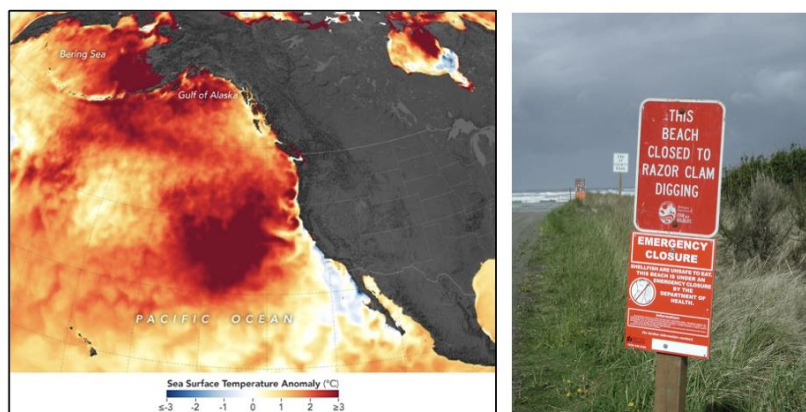 Bering Sea
Gulf of Alaska
PACIFIC OCEAN
Sea Surface Temperature Anomaly (°C)
≤-3 -2 -1 0 1 2 ≥3
THIS
BEACH
CLOSED TO
RAZOR CLAM
DIGGING
EMERGENCY
CLOSURE
SHELLFISH ARE UNSAFE TO EAT.
THIS BEACH IS UNDER AN
EMERGENCY CLOSURE
BY THE
DEPARTMENT OF
HEALTH.